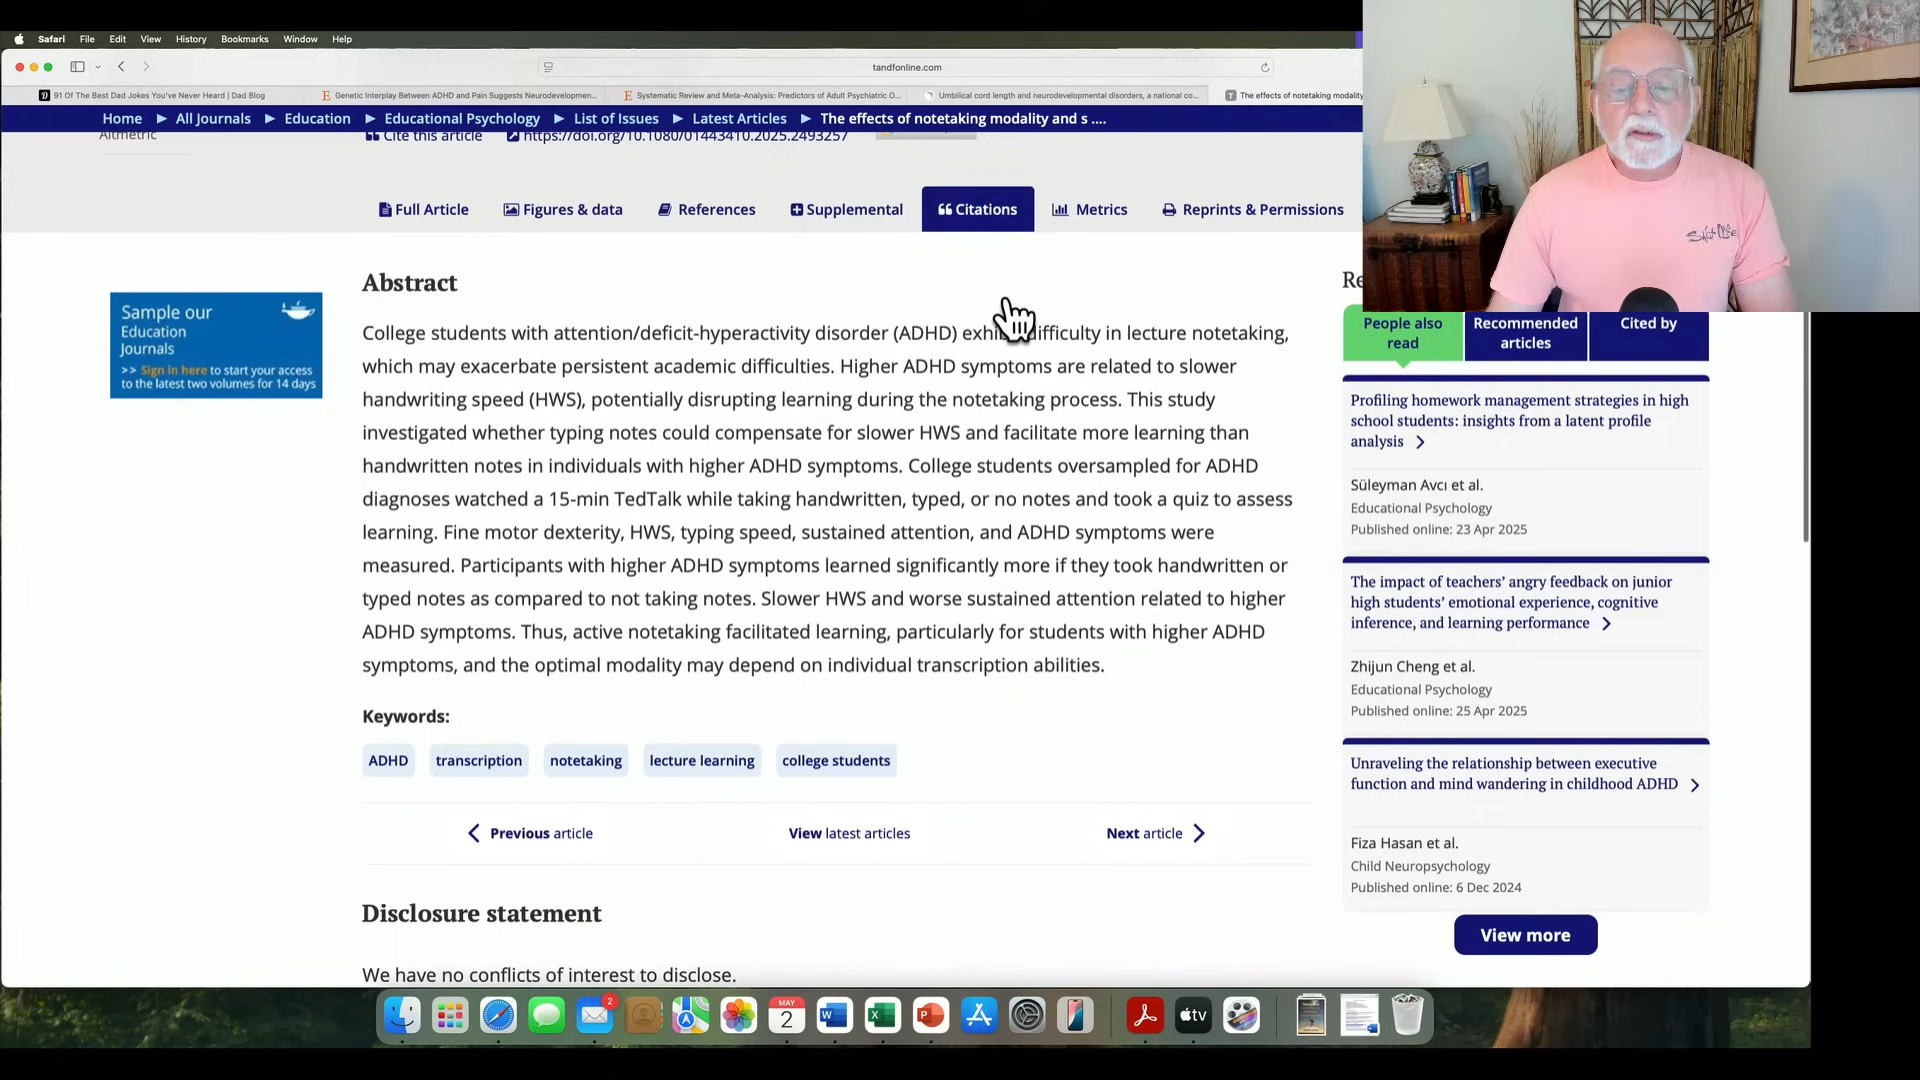 Safari File Edit View History Bookmarks Window Help
tandfonline.com
91 Of The Best Dad Jokes You've Never Heard | Dad Blog
Genetic Interplay Between ADHD and Pain Suggests Neurodevelopmen...
Systematic Review and Meta-Analysis: Predictors of Adult Psychiatric O...
Umbilical cord length and neurodevelopmental disorders, a national co...
The effects of notetaking modality
Home ▶ All Journals ▶ Education ▶ Educational Psychology ▶ List of Issues ▶ Latest Articles ▶ The effects of notetaking modality and s ....
Altmetric
Cite this article https://doi.org/10.1080/01443410.2025.2493257
Full Article Figures & data References Supplemental Citations Metrics Reprints & Permissions
Sample our
Education
Journals
>> Sign in here to start your access
to the latest two volumes for 14 days
Abstract
College students with attention/deficit-hyperactivity disorder (ADHD) difficulty in lecture notetaking,
which may exacerbate persistent academic difficulties. Higher ADHD symptoms are related to slower
handwriting speed (HWS), potentially disrupting learning during the notetaking process. This study
investigated whether typing notes could compensate for slower HWS and facilitate more learning than
handwritten notes in individuals with higher ADHD symptoms. College students oversampled for ADHD
diagnoses watched a 15-min TedTalk while taking handwritten, typed, or no notes and took a quiz to assess
learning. Fine motor dexterity, HWS, typing speed, sustained attention, and ADHD symptoms were
measured. Participants with higher ADHD symptoms learned significantly more if they took handwritten or
typed notes as compared to not taking notes. Slower HWS and worse sustained attention related to higher
ADHD symptoms. Thus, active notetaking facilitated learning, particularly for students with higher ADHD
symptoms, and the optimal modality may depend on individual transcription abilities.
Keywords:
ADHD transcription notetaking lecture learning college students
Previous article View latest articles Next article
Disclosure statement
We have no conflicts of interest to disclose.
People also
read
Recommended
articles
Cited by
Profiling homework management strategies in high
school students: insights from a latent profile
analysis
Süleyman Avcı et al.
Educational Psychology
Published online: 23 Apr 2025
The impact of teachers' angry feedback on junior
high students' emotional experience, cognitive
inference, and learning performance
Zhijun Cheng et al.
Educational Psychology
Published online: 25 Apr 2025
Unraveling the relationship between executive
function and mind wandering in childhood ADHD
Fiza Hasan et al.
Child Neuropsychology
Published online: 6 Dec 2024
View more
2
MAY
2
W
X
P
tv